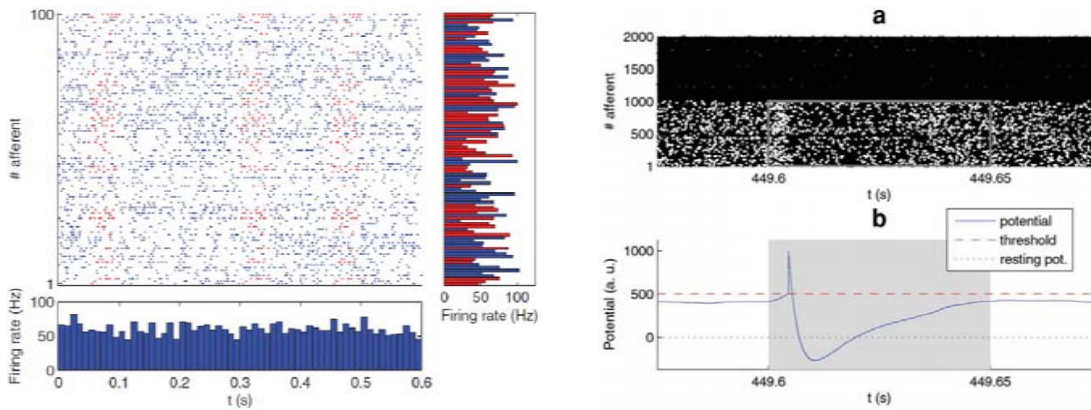 100
# afferent
1
0 50 100
Firing rate (Hz)
100
50
0
Firing rate (Hz)
0 0.1 0.2 0.3 0.4 0.5 0.6
t (s)
a
2000
1500
1000
500
1
# afferent
449.6 449.65
t (s)
b
potential
threshold
resting pot.
1000
500
0
Potential (a. u.)
449.6 449.65
t (s)